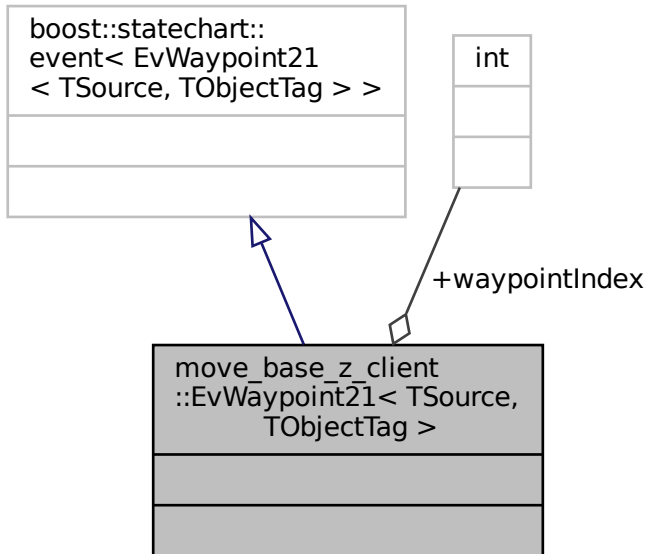 boost::statechart::
event< EvWaypoint21
< TSource, TObjectTag > >
int
+waypointIndex
move_base_z_client
::EvWaypoint21< TSource,
TObjectTag >